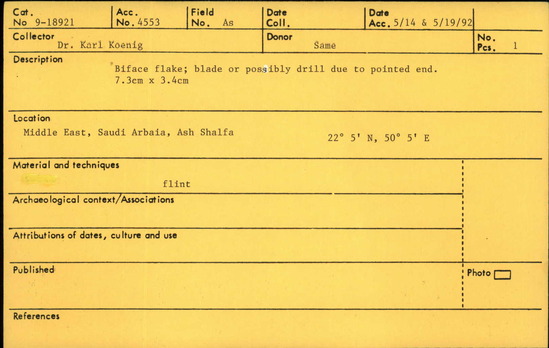 Cat. No 9-18921 Acc. No. 4553 Field No. As Date Coll. Date Acc. 5/14 & 5/19/92
Collector Dr. Karl Koenig Donor Same No. Pcs. 1
Description
Biface flake; blade or possibly drill due to pointed end.
7.3cm x 3.4cm
Location
Middle East, Saudi Arbaia, Ash Shalfa 22° 5' N, 50° 5' E
Material and techniques
flint
Archaeological context/Associations
Attributions of dates, culture and use
Published Photo
References